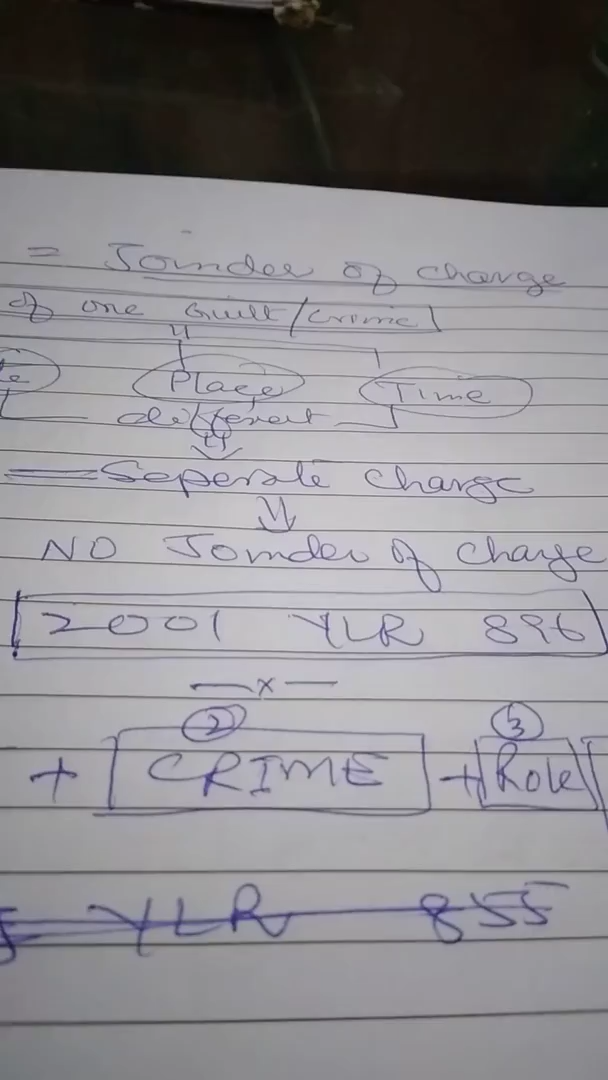 = Joinder of charge
of one Guilt/Crime
Place Time
different
Seperate charge
NO Joinder of charge
2001 YLR 896
x
2 3
+ CRIME + Role
YLR 855